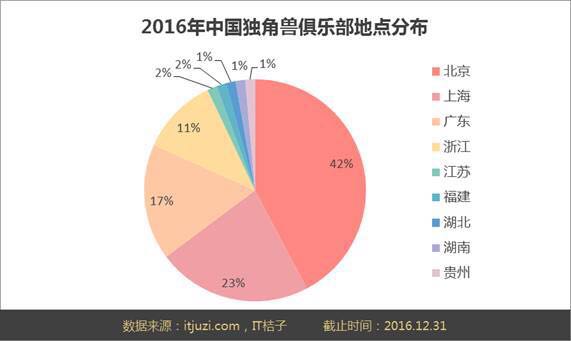 2016年中国独角兽俱乐部地点分布
1%
1%
1%
2%
2%
11%
42%
17%
23%
北京
上海
广东
浙江
江苏
福建
湖北
湖南
贵州
数据来源：itjuzi.com，IT桔子 截止时间：2016.12.31